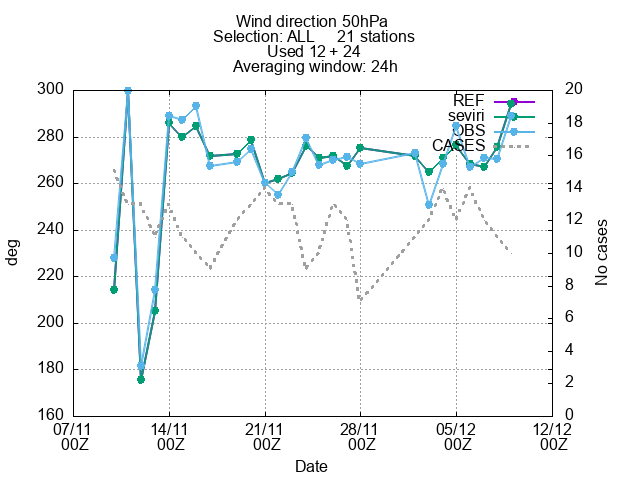 Wind direction 50hPa
Selection: ALL 21 stations
Used 12 + 24
Averaging window: 24h
REF
seviri
OBS
CASES
300
280
260
240
220
200
180
160
deg
20
18
16
14
12
10
8
6
4
2
0
No cases
07/11 14/11 21/11 28/11 05/12 12/12
00Z 00Z 00Z 00Z 00Z 00Z
Date